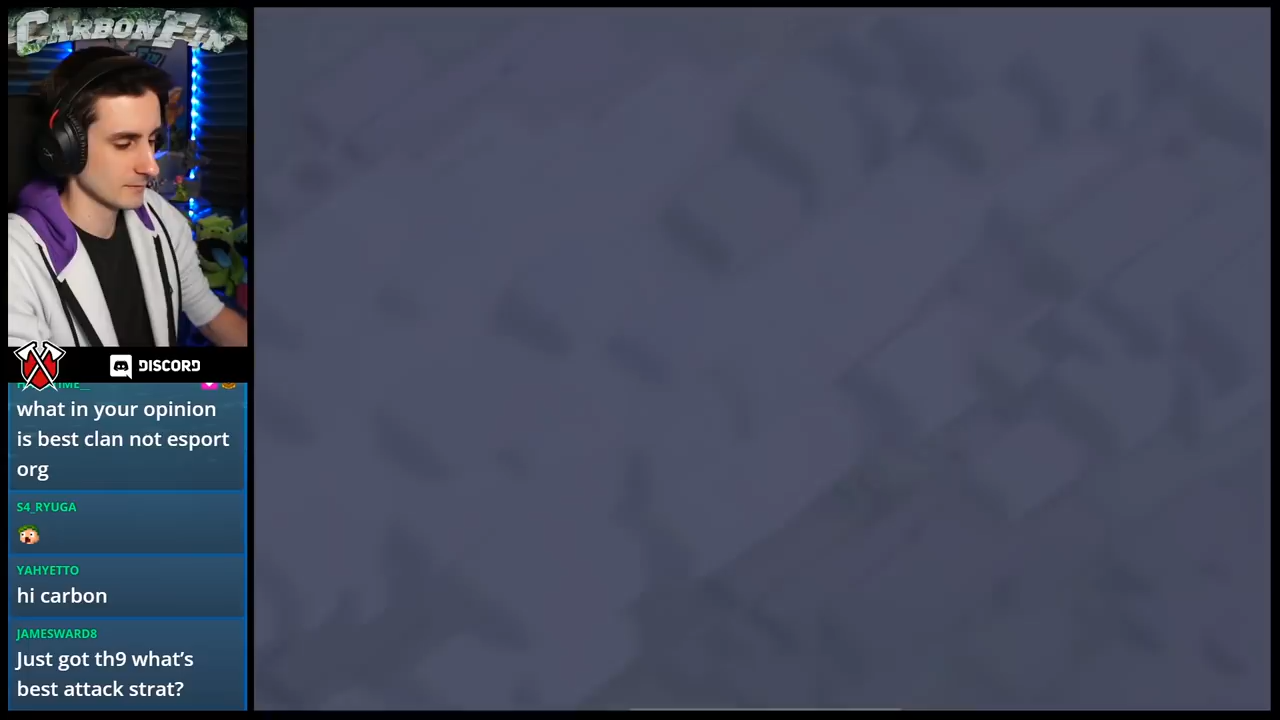 CARBONFIN
DISCORD
what in your opinion
is best clan not esport
org
S4_RYUGA
YAHYETTO
hi carbon
JAMESWARD8
Just got th9 what's
best attack strat?